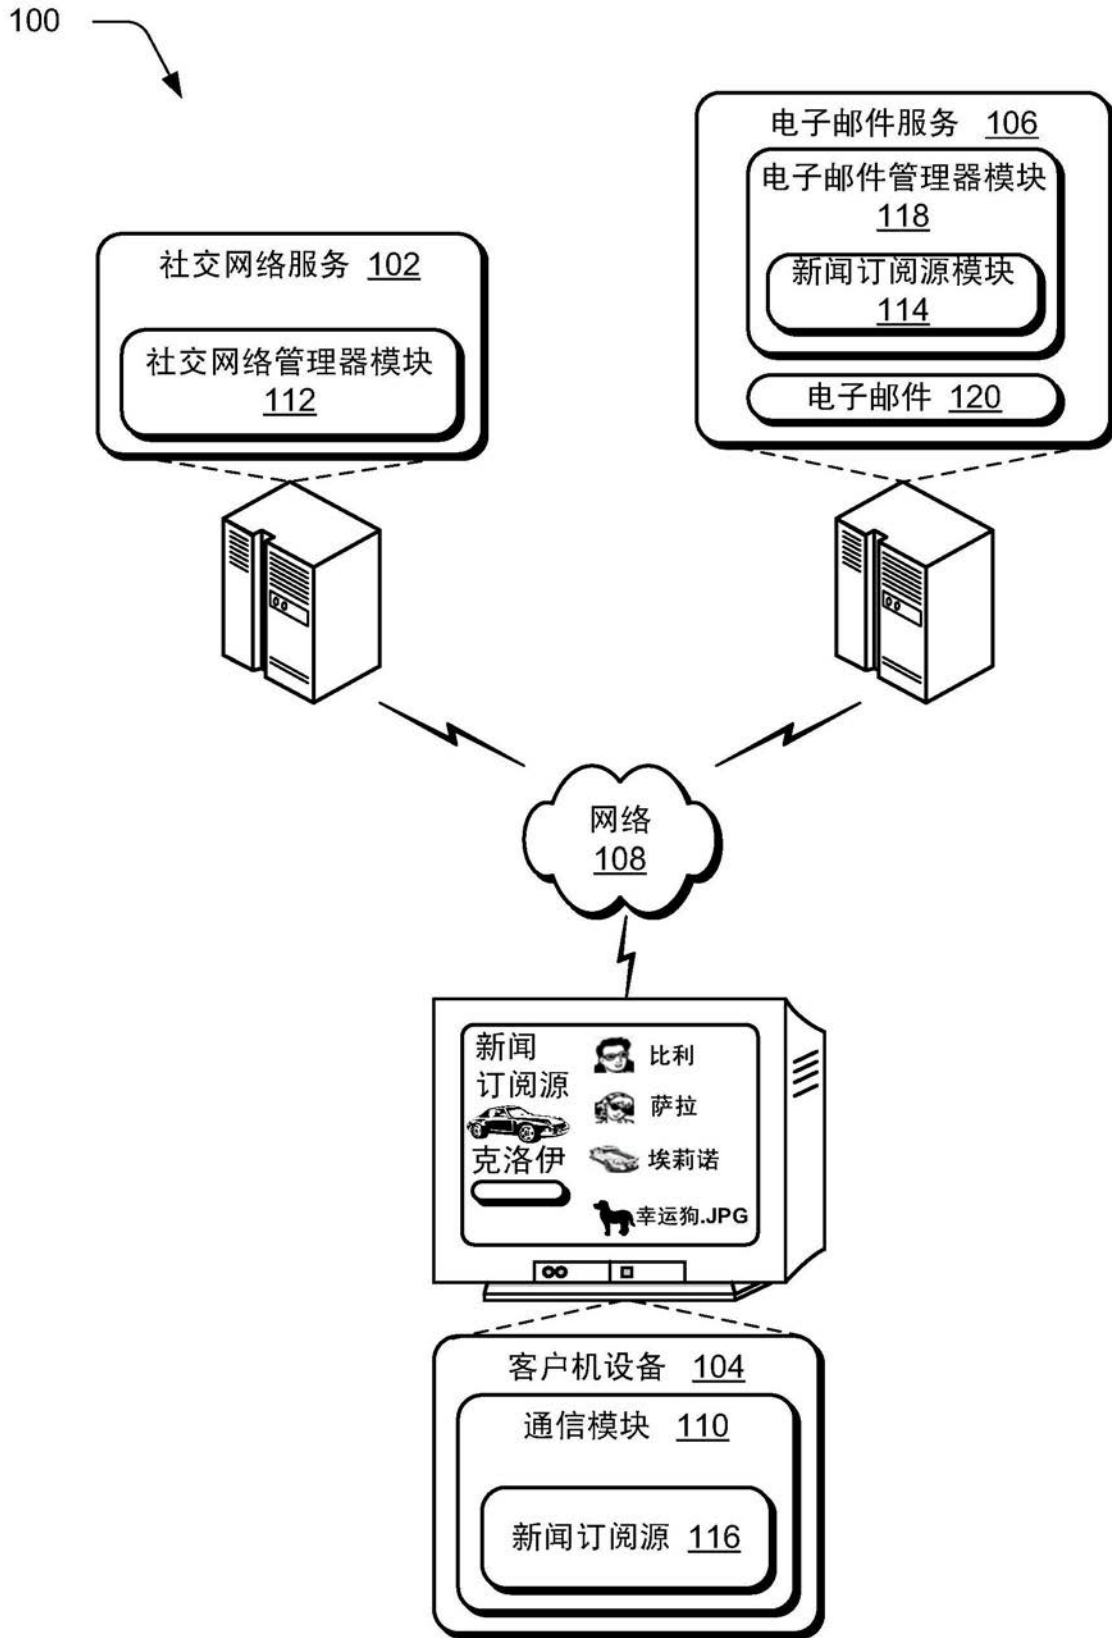 100
电子邮件服务 106
电子邮件管理器模块
118
新闻订阅源模块
114
电子邮件 120
社交网络服务 102
社交网络管理器模块
112
网络
108
新闻
订阅源
克洛伊
比利
萨拉
埃莉诺
幸运狗.JPG
客户机设备 104
通信模块 110
新闻订阅源 116